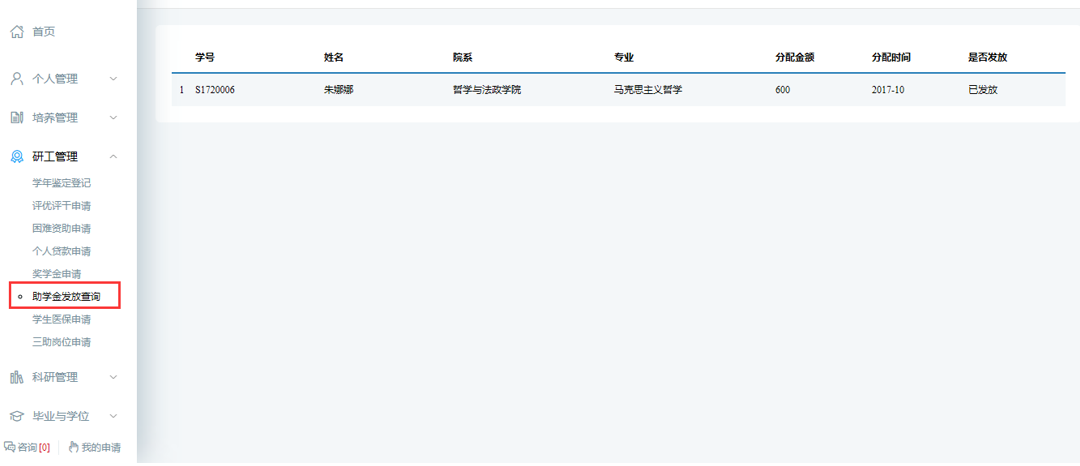 首页
个人管理
培养管理
研工管理
学年鉴定登记
评优评干申请
困难资助申请
个人贷款申请
奖学金申请
助学金发放查询
学生医保申请
三助岗位申请
科研管理
毕业与学位
咨询[0] 我的申请
学号 姓名 院系 专业 分配金额 分配时间 是否发放
1 S1720006 朱娜娜 哲学与法政学院 马克思主义哲学 600 2017-10 已发放